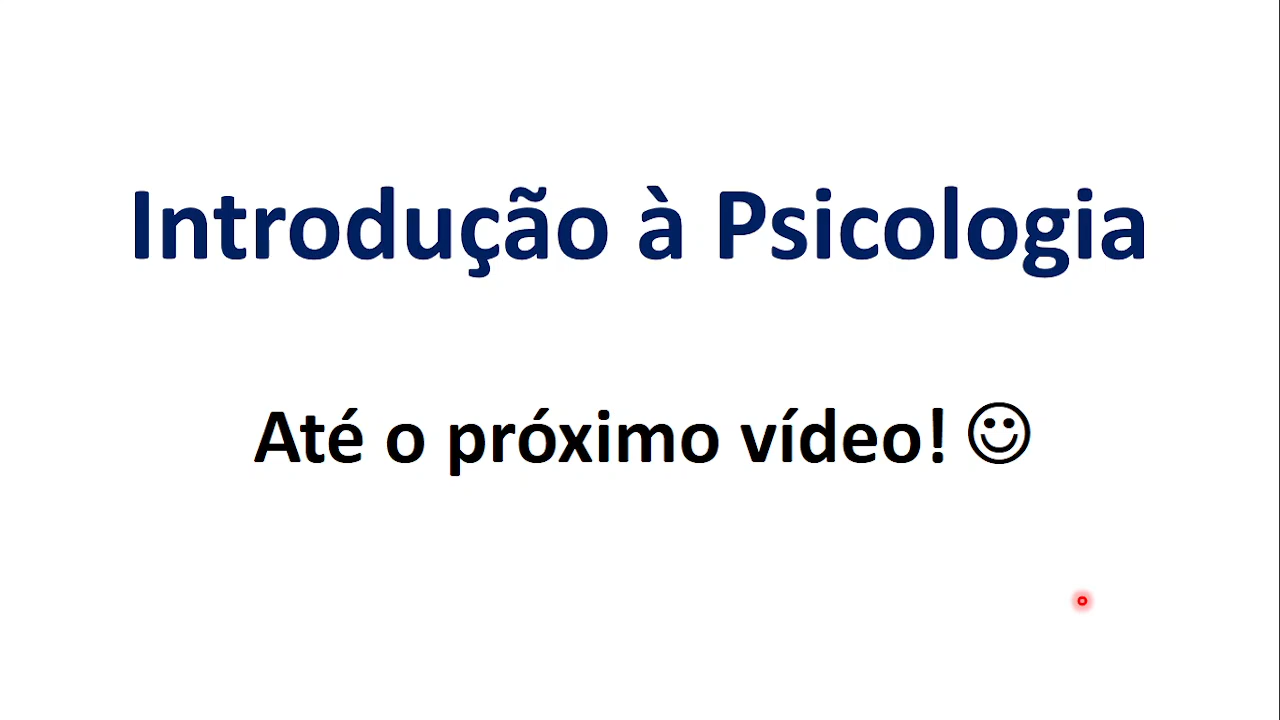 Introdução à Psicologia
Até o próximo vídeo! ☺